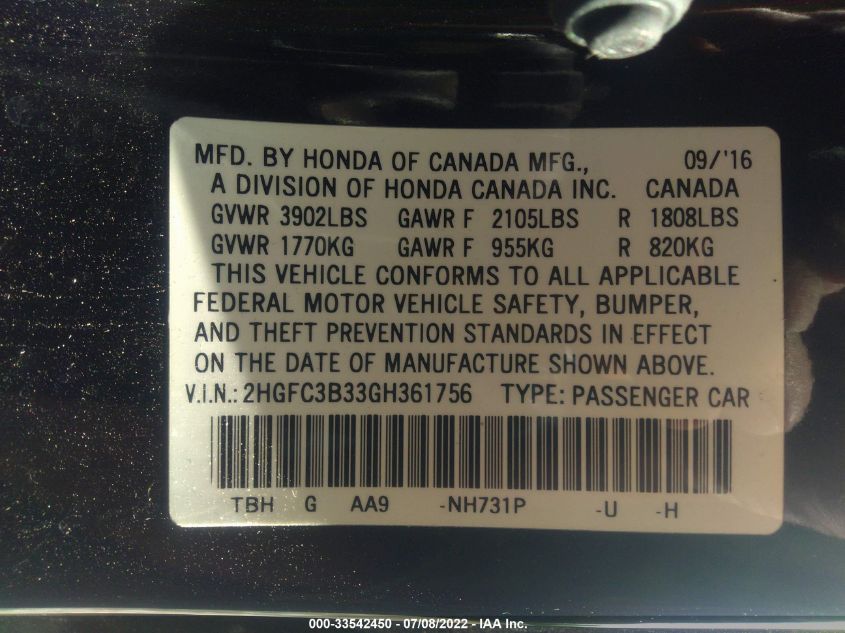 MFD. BY HONDA OF CANADA MFG., 09/'16
A DIVISION OF HONDA CANADA INC. CANADA
GVWR 3902LBS GAWR F 2105LBS R 1808LBS
GVWR 1770KG GAWR F 955KG R 820KG
THIS VEHICLE CONFORMS TO ALL APPLICABLE
FEDERAL MOTOR VEHICLE SAFETY, BUMPER,
AND THEFT PREVENTION STANDARDS IN EFFECT
ON THE DATE OF MANUFACTURE SHOWN ABOVE.
V.I.N.: 2HGFC3B33GH361756 TYPE: PASSENGER CAR
TBH G AA9 -NH731P -U -H
000-33542450 - 07/08/2022 - IAA Inc.